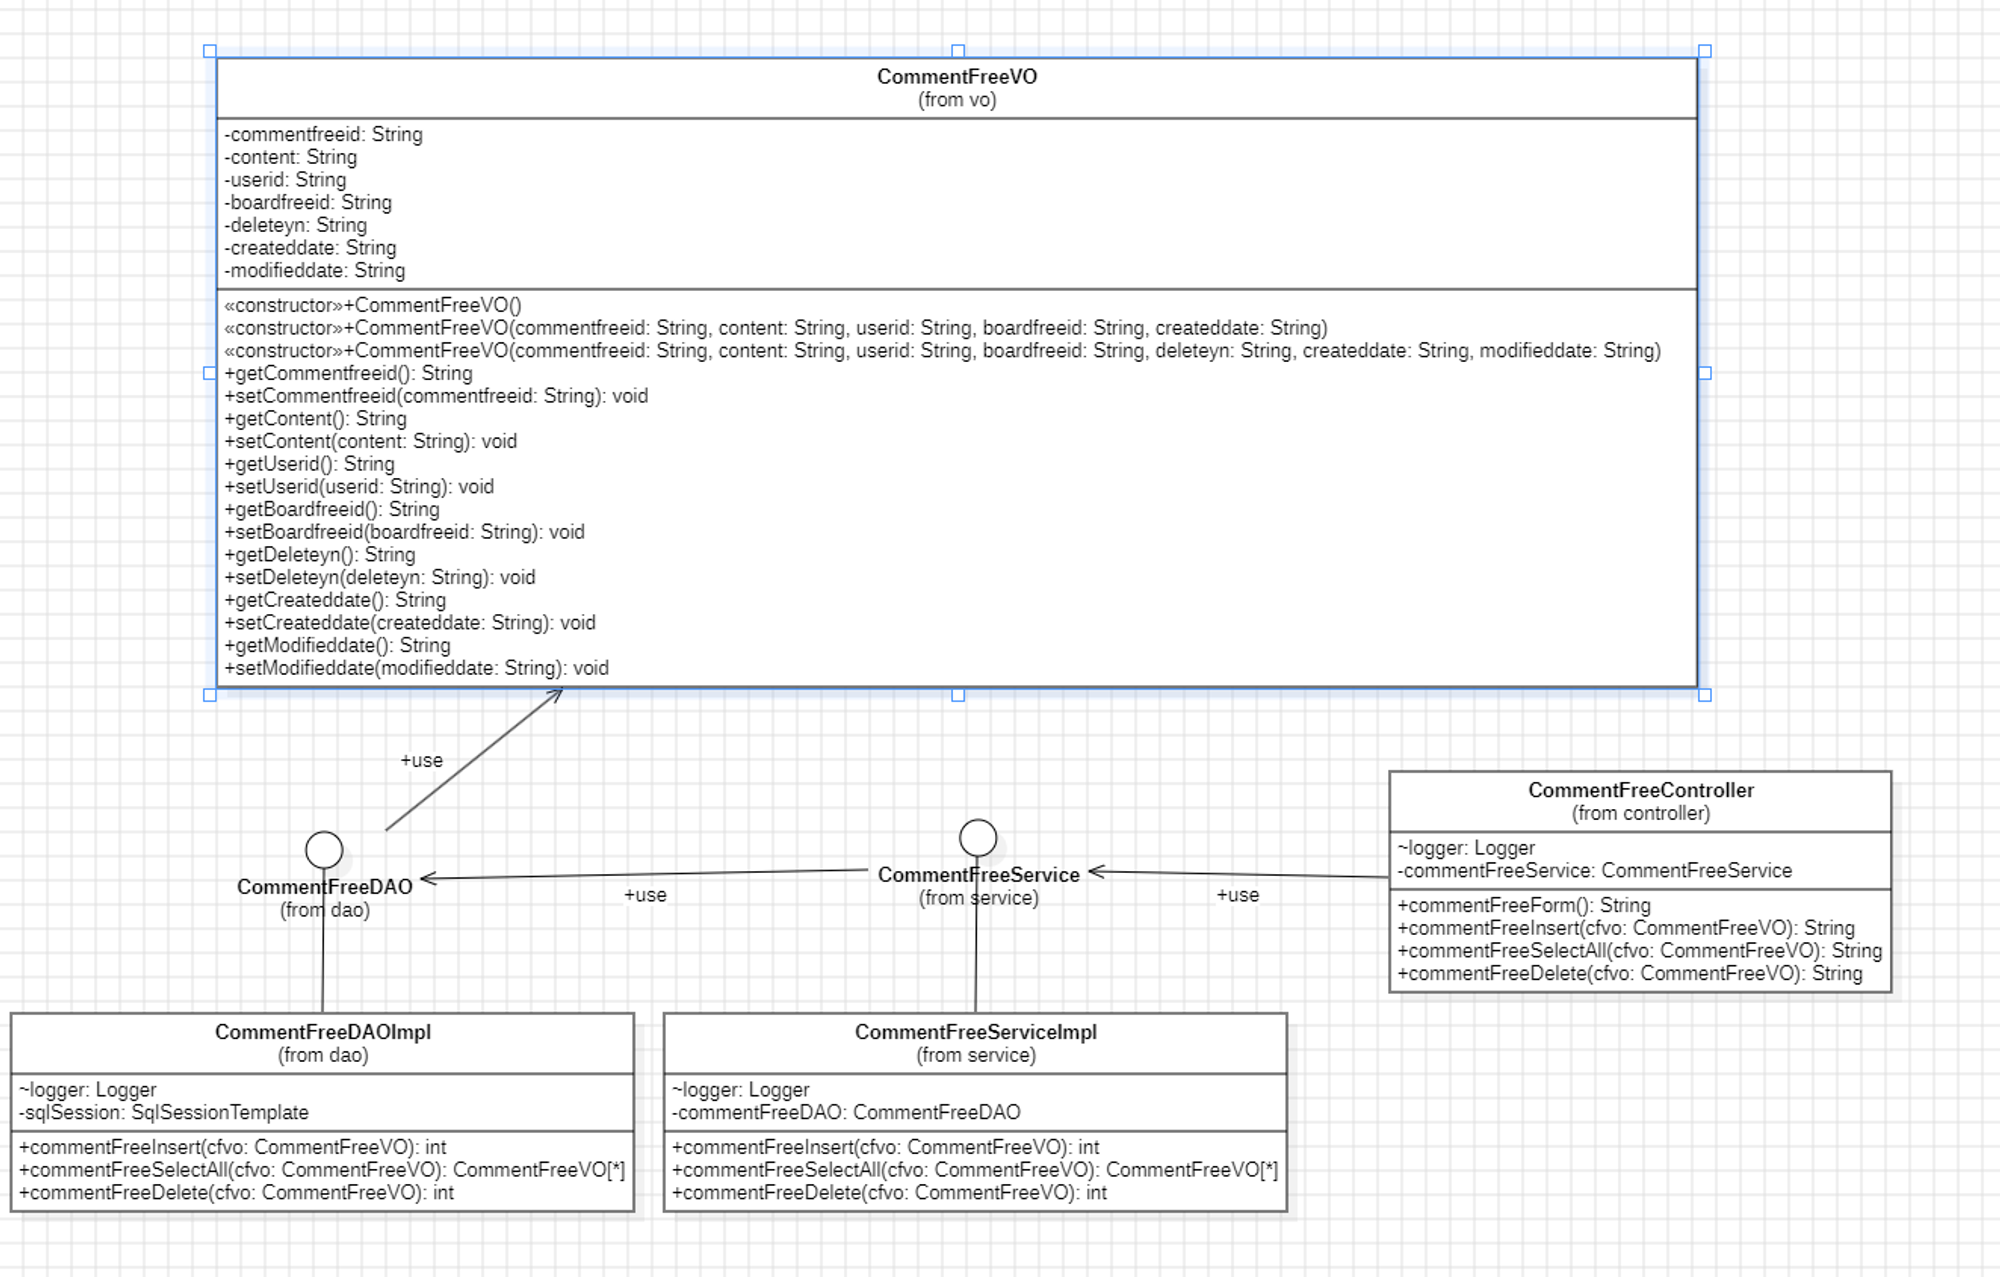 CommentFreeVO
(from vo)
-commentfreeid: String
-content: String
-userid: String
-boardfreeid: String
-deleteyn: String
-createddate: String
-modifieddate: String
«constructor»+CommentFreeVO()
«constructor»+CommentFreeVO(commentfreeid: String, content: String, userid: String, boardfreeid: String, createddate: String)
«constructor»+CommentFreeVO(commentfreeid: String, content: String, userid: String, boardfreeid: String, deleteyn: String, createddate: String, modifieddate: String)
+getCommentfreeid(): String
+setCommentfreeid(commentfreeid: String): void
+getContent(): String
+setContent(content: String): void
+getUserid(): String
+setUserid(userid: String): void
+getBoardfreeid(): String
+setBoardfreeid(boardfreeid: String): void
+getDeleteyn(): String
+setDeleteyn(deleteyn: String): void
+getCreateddate(): String
+setCreateddate(createddate: String): void
+getModifieddate(): String
+setModifieddate(modifieddate: String): void
+use
CommentFreeDAO
(from dao)
+use
CommentFreeService
(from service)
+use
CommentFreeController
(from controller)
~logger: Logger
-commentFreeService: CommentFreeService
+commentFreeForm(): String
+commentFreeInsert(cfvo: CommentFreeVO): String
+commentFreeSelectAll(cfvo: CommentFreeVO): String
+commentFreeDelete(cfvo: CommentFreeVO): String
CommentFreeDAOImpl
(from dao)
~logger: Logger
-sqlSession: SqlSessionTemplate
+commentFreeInsert(cfvo: CommentFreeVO): int
+commentFreeSelectAll(cfvo: CommentFreeVO): CommentFreeVO[*]
+commentFreeDelete(cfvo: CommentFreeVO): int
CommentFreeServiceImpl
(from service)
~logger: Logger
-commentFreeDAO: CommentFreeDAO
+commentFreeInsert(cfvo: CommentFreeVO): int
+commentFreeSelectAll(cfvo: CommentFreeVO): CommentFreeVO[*]
+commentFreeDelete(cfvo: CommentFreeVO): int